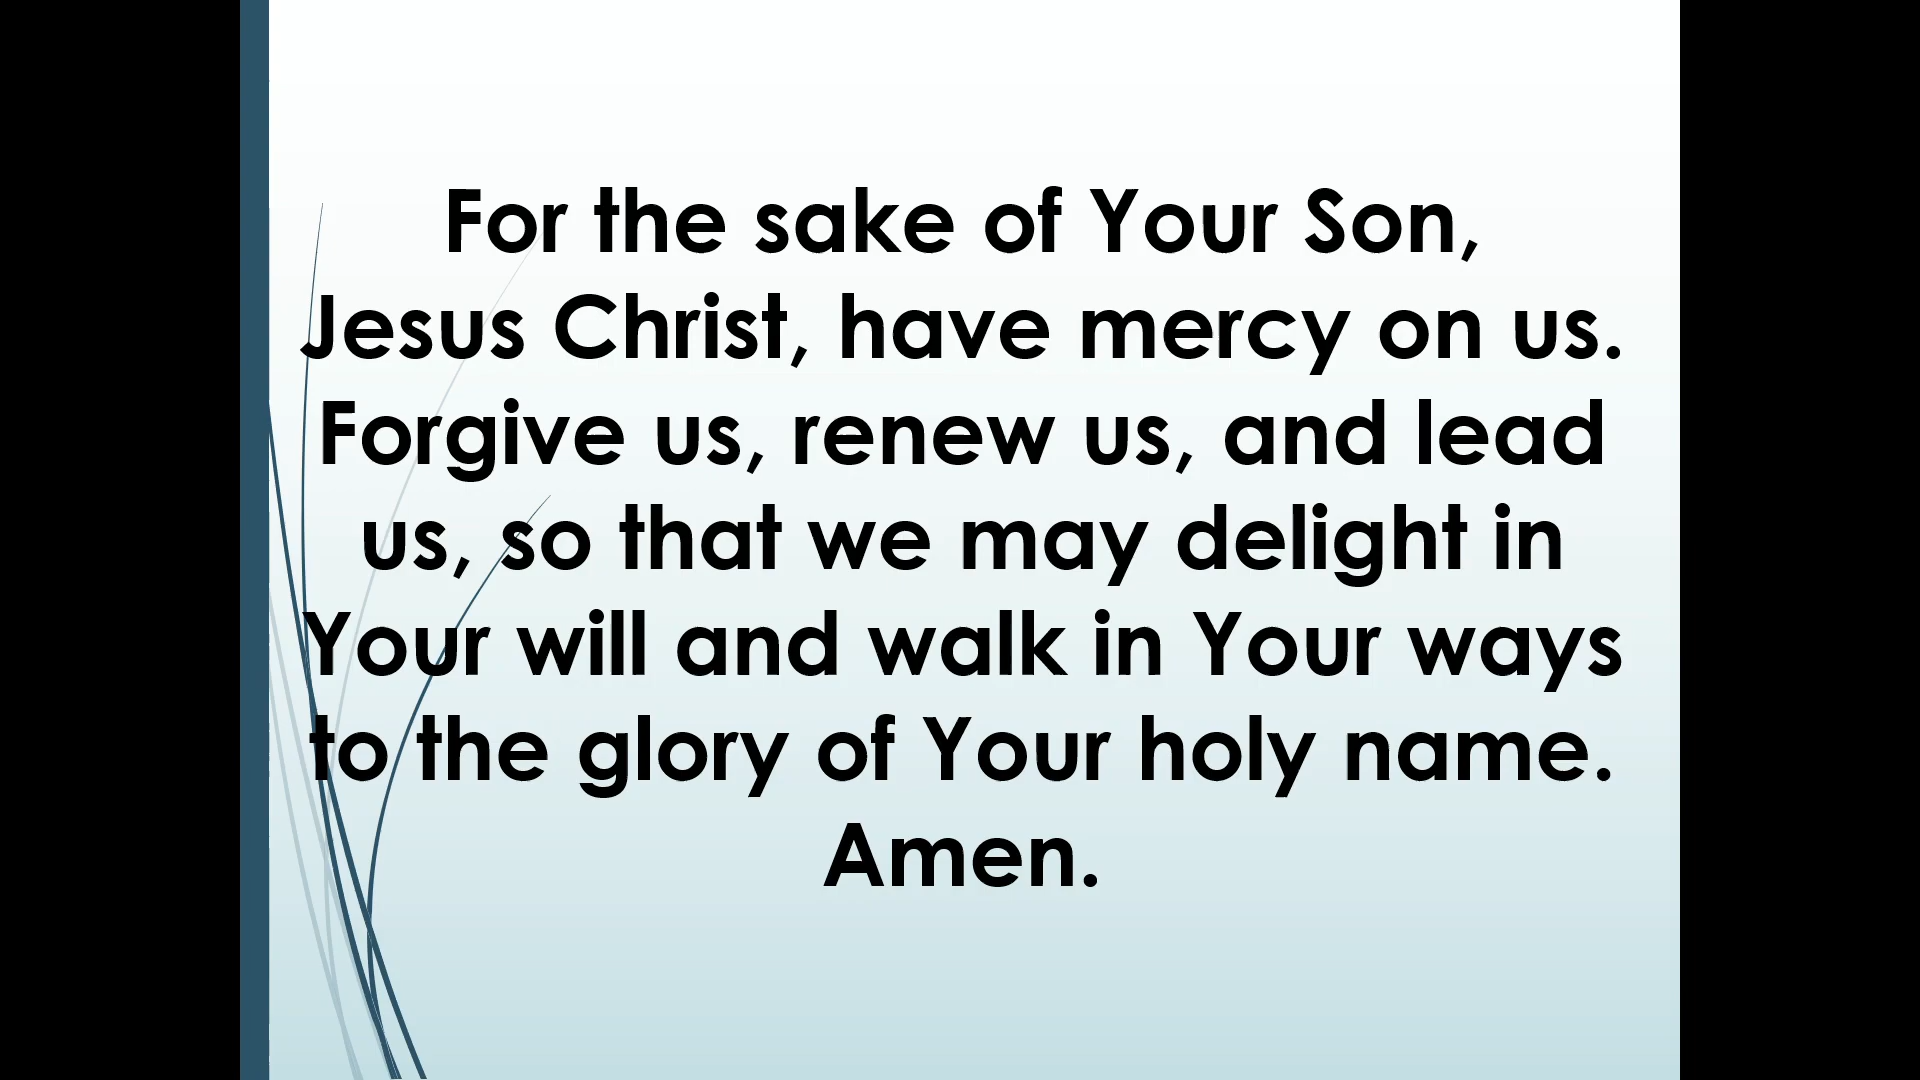 For the sake of Your Son,
Jesus Christ, have mercy on us.
Forgive us, renew us, and lead
us, so that we may delight in
Your will and walk in Your ways
to the glory of Your holy name.
Amen.